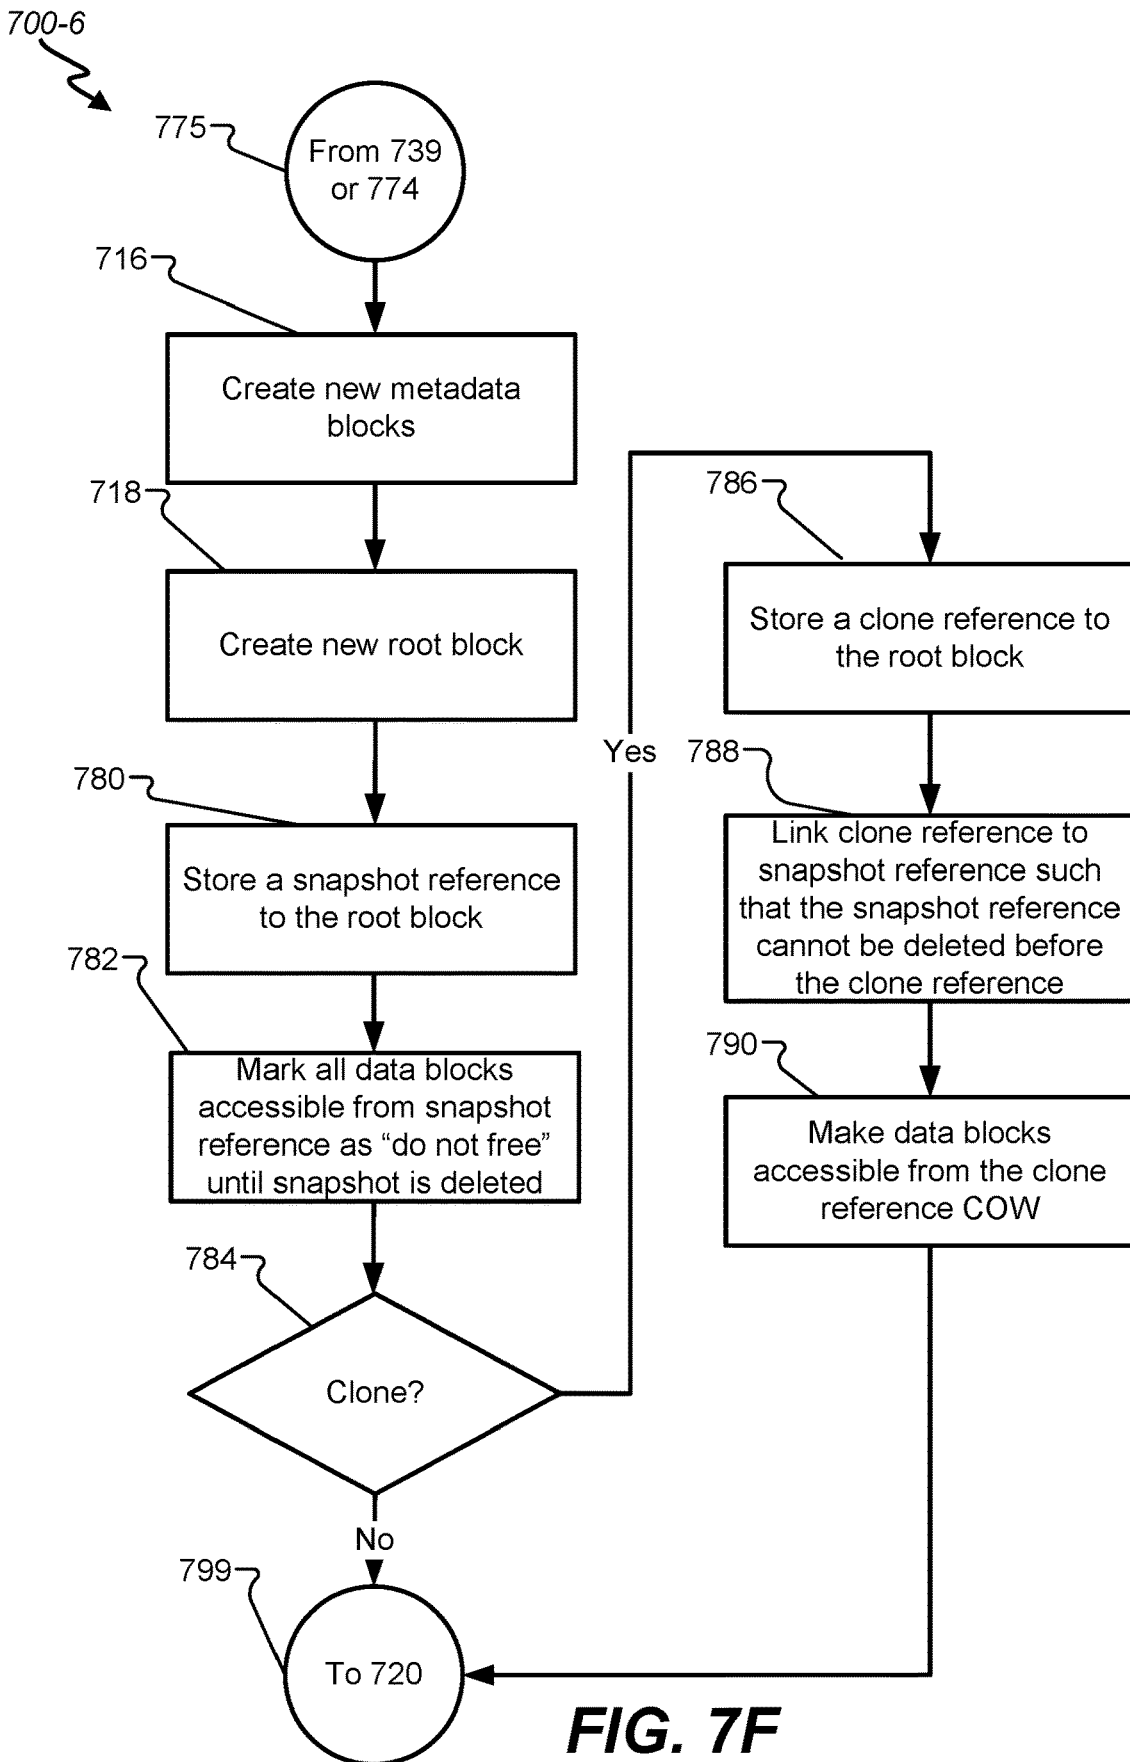 700-6
775
From 739
or 774
716
Create new metadata
blocks
718
Create new root block
780
Store a snapshot reference
to the root block
782
Mark all data blocks
accessible from snapshot
reference as “do not free”
until snapshot is deleted
784
Clone?
Yes
No
786
Store a clone reference to
the root block
788
Link clone reference to
snapshot reference such
that the snapshot reference
cannot be deleted before
the clone reference
790
Make data blocks
accessible from the clone
reference COW
799
To 720
FIG. 7F